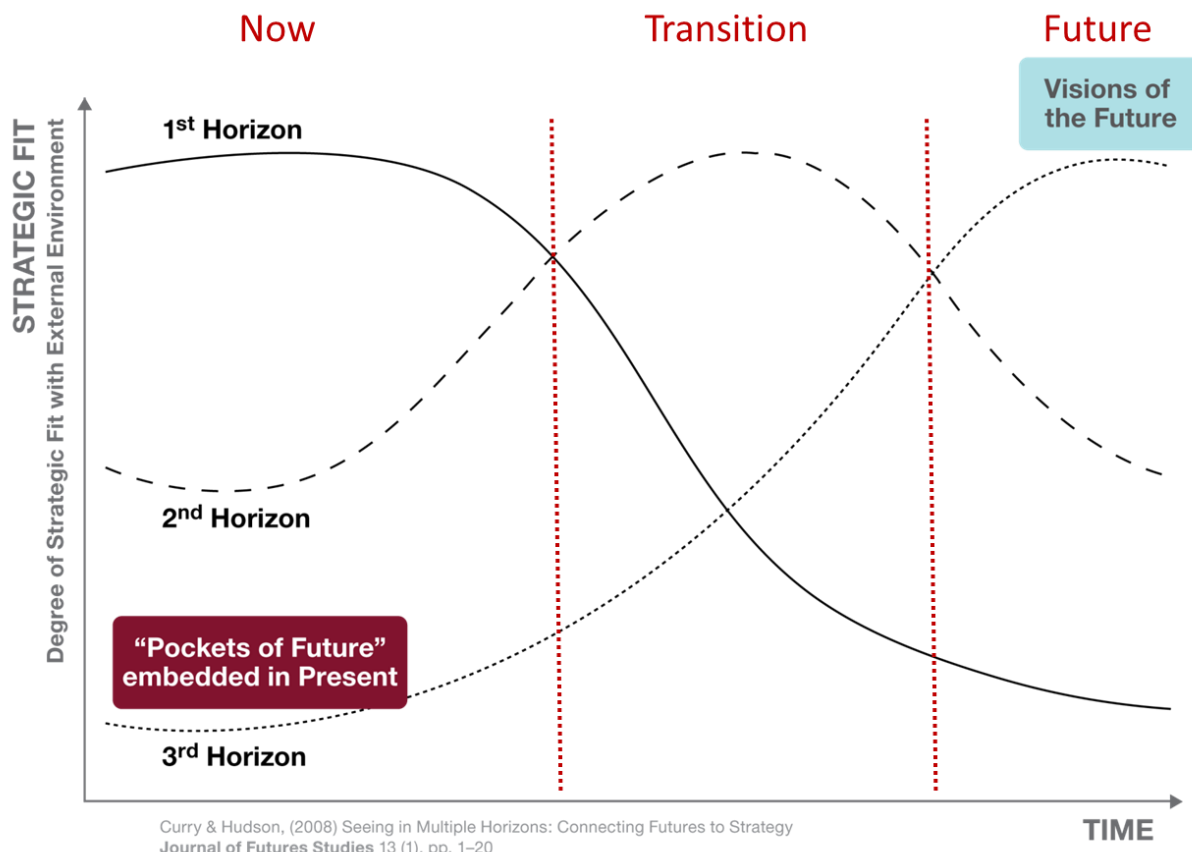 Now
Transition
Future
Visions of
the Future
STRATEGIC FIT
Degree of Strategic Fit with External Environment
1st Horizon
2nd Horizon
“Pockets of Future”
embedded in Present
3rd Horizon
TIME
Curry & Hudson, (2008) Seeing in Multiple Horizons: Connecting Futures to Strategy
Journal of Futures Studies 13 (1), pp. 1–20